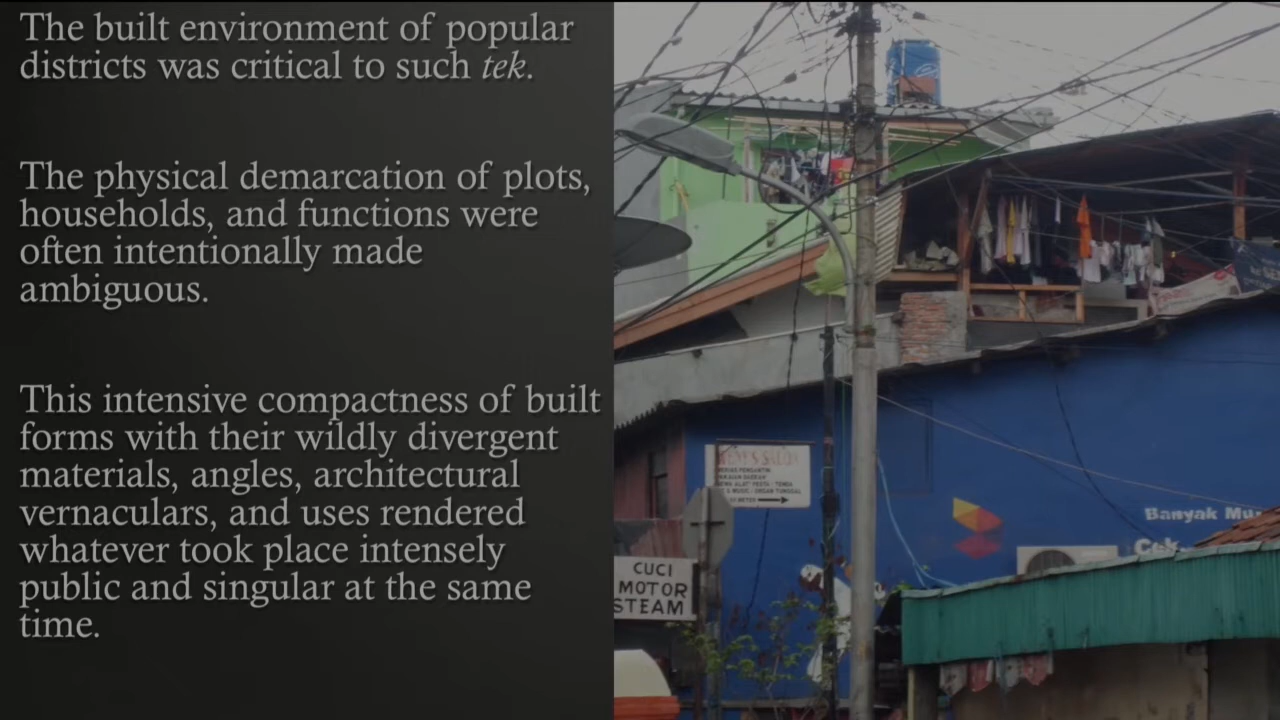 The built environment of popular
districts was critical to such tek.
The physical demarcation of plots,
households, and functions were
often intentionally made
ambiguous.
This intensive compactness of built
forms with their wildly divergent
materials, angles, architectural
vernaculars, and uses rendered
whatever took place intensely
public and singular at the same
time.
SALON
CUCI
MOTOR
STEAM
Banyak